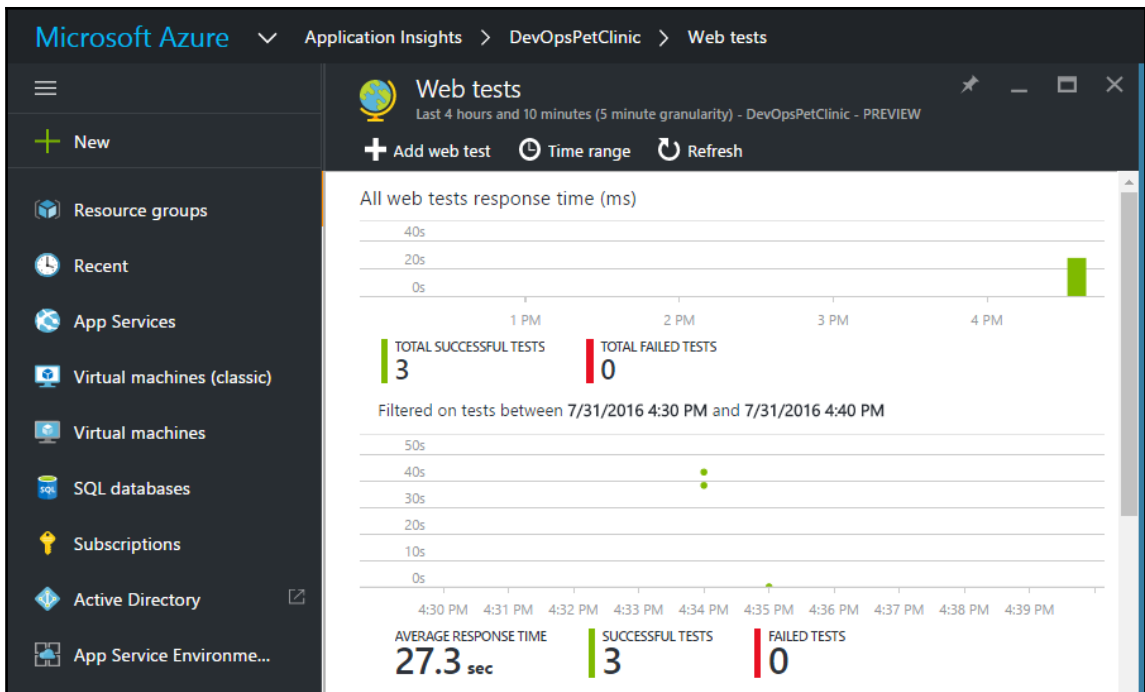 Microsoft Azure Application Insights > DevOpsPetClinic > Web tests
Web tests
Last 4 hours and 10 minutes (5 minute granularity) - DevOpsPetClinic - PREVIEW
New
Add web test Time range Refresh
Resource groups
Recent
App Services
Virtual machines (classic)
Virtual machines
SQL databases
SQL
Subscriptions
Active Directory
App Service Environme...
All web tests response time (ms)
40s
20s
0s
1 PM 2 PM 3 PM 4 PM
TOTAL SUCCESSFUL TESTS TOTAL FAILED TESTS
3 0
Filtered on tests between 7/31/2016 4:30 PM and 7/31/2016 4:40 PM
50s
40s
30s
20s
10s
0s
4:30 PM 4:31 PM 4:32 PM 4:33 PM 4:34 PM 4:35 PM 4:36 PM 4:37 PM 4:38 PM 4:39 PM
AVERAGE RESPONSE TIME SUCCESSFUL TESTS FAILED TESTS
27.3 sec 3 0